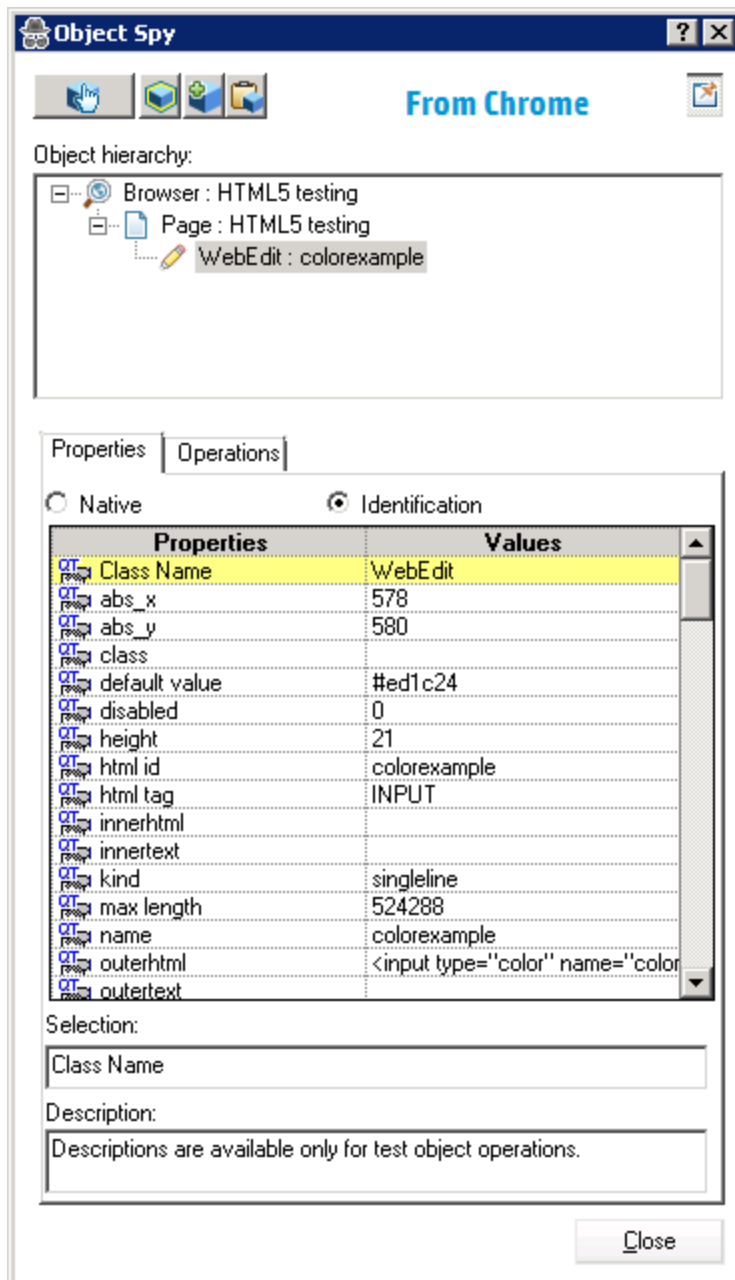 Object Spy
From Chrome
Object hierarchy:
Browser : HTML5 testing
Page : HTML5 testing
WebEdit : colorexample
Properties Operations
Native Identification
Properties Values
Class Name WebEdit
abs_x 578
abs_y 580
class
default value #ed1c24
disabled 0
height 21
html id colorexample
html tag INPUT
innerhtml
innertext
kind singleline
max length 524288
name colorexample
outerhtml <input type="color" name="color
outertext
Selection:
Class Name
Description:
Descriptions are available only for test object operations.
Close